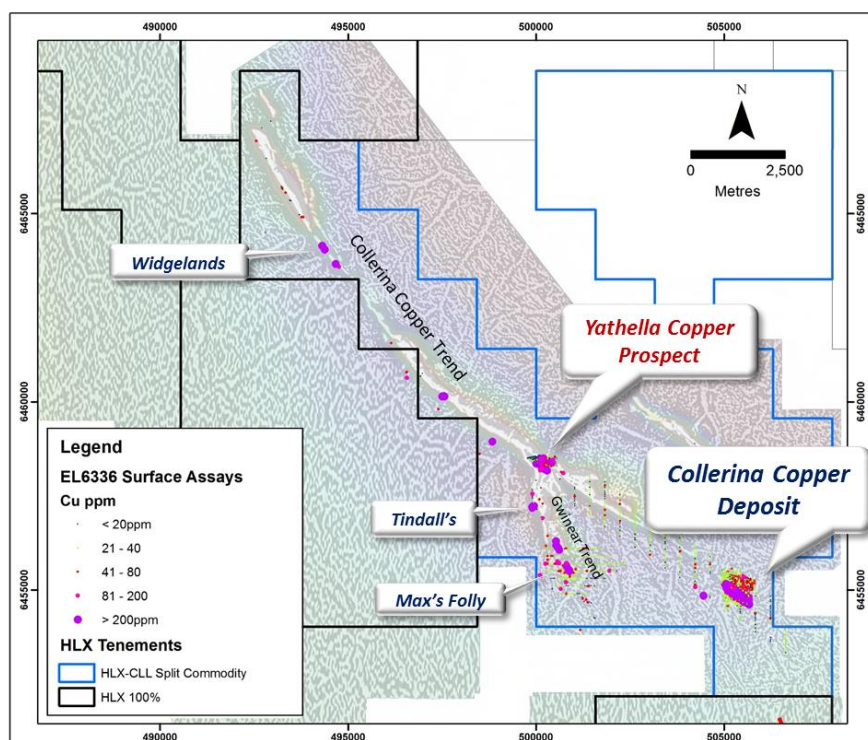 490000
495000
500000
505000
N
0
2,500
Metres
6465000
6465000
Widgelands
Collerina Copper Trend
Yathella Copper
Prospect
6460000
6460000
Legend
EL6336 Surface Assays
Cu ppm
< 20ppm
21 - 40
41 - 80
81 - 200
> 200ppm
HLX Tenements
HLX-CLL Split Commodity
HLX 100%
Collerina Copper
Deposit
Tindall's
Gwinear Trend
Max's Folly
6455000
6455000
490000
495000
500000
505000